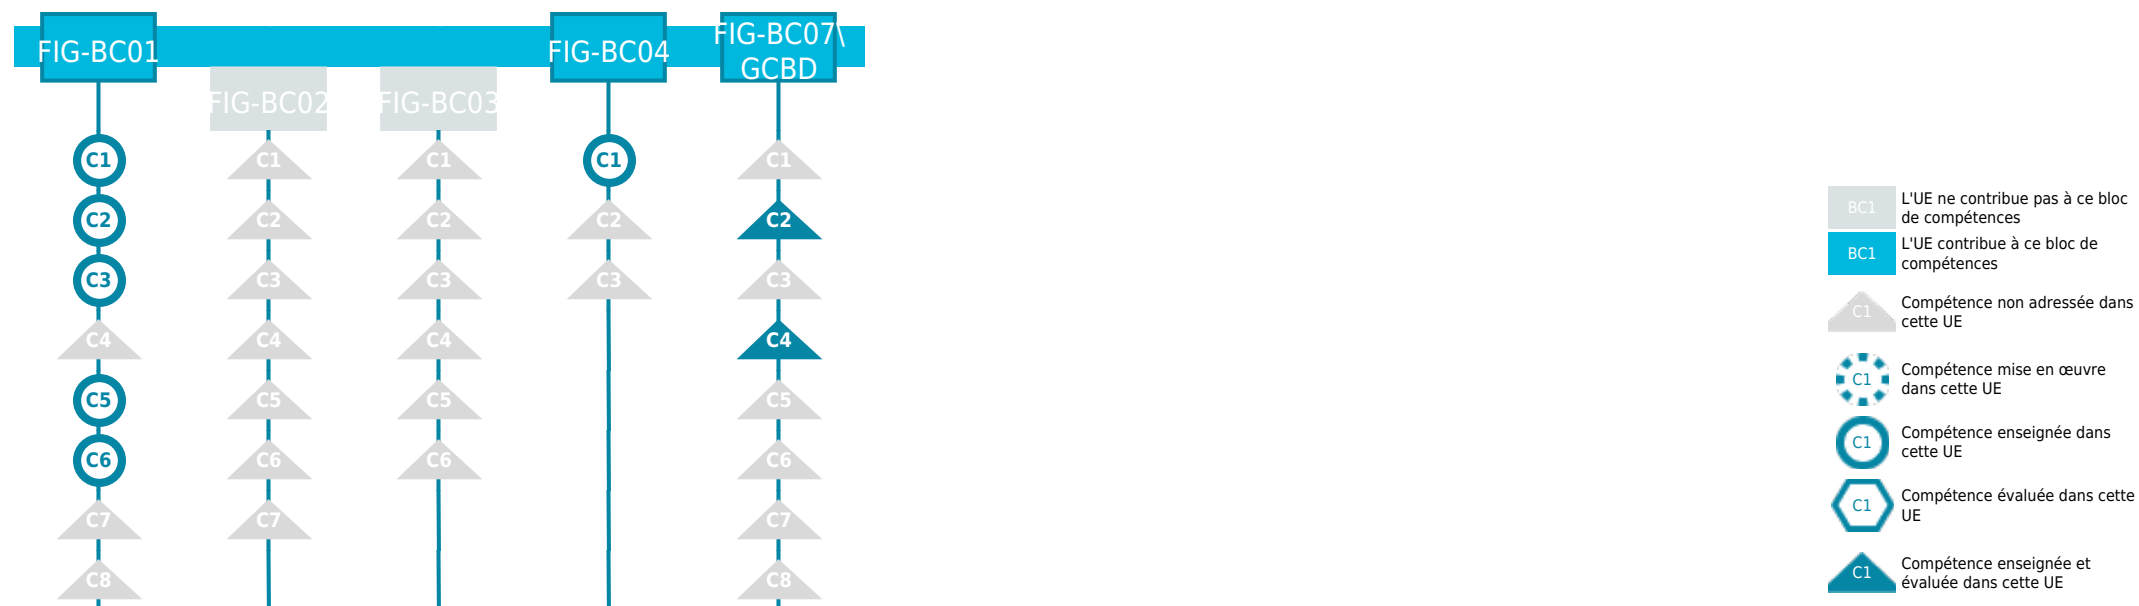 FIG-BC01
FIG-BC04
FIG-BC07\
GCBD
FIG-BC02
FIG-BC03
C1
C1
C1
C1
C1
C2
C2
C2
C2
C2
C3
C3
C3
C3
C3
C4
C4
C4
C4
C5
C5
C5
C5
C6
C6
C6
C6
C7
C7
C7
C8
C8
BC1
L'UE ne contribue pas à ce bloc
de compétences
BC1
L'UE contribue à ce bloc de
compétences
C1
Compétence non adressée dans
cette UE
C1
Compétence mise en œuvre
dans cette UE
C1
Compétence enseignée dans
cette UE
C1
Compétence évaluée dans cette
UE
C1
Compétence enseignée et
évaluée dans cette UE